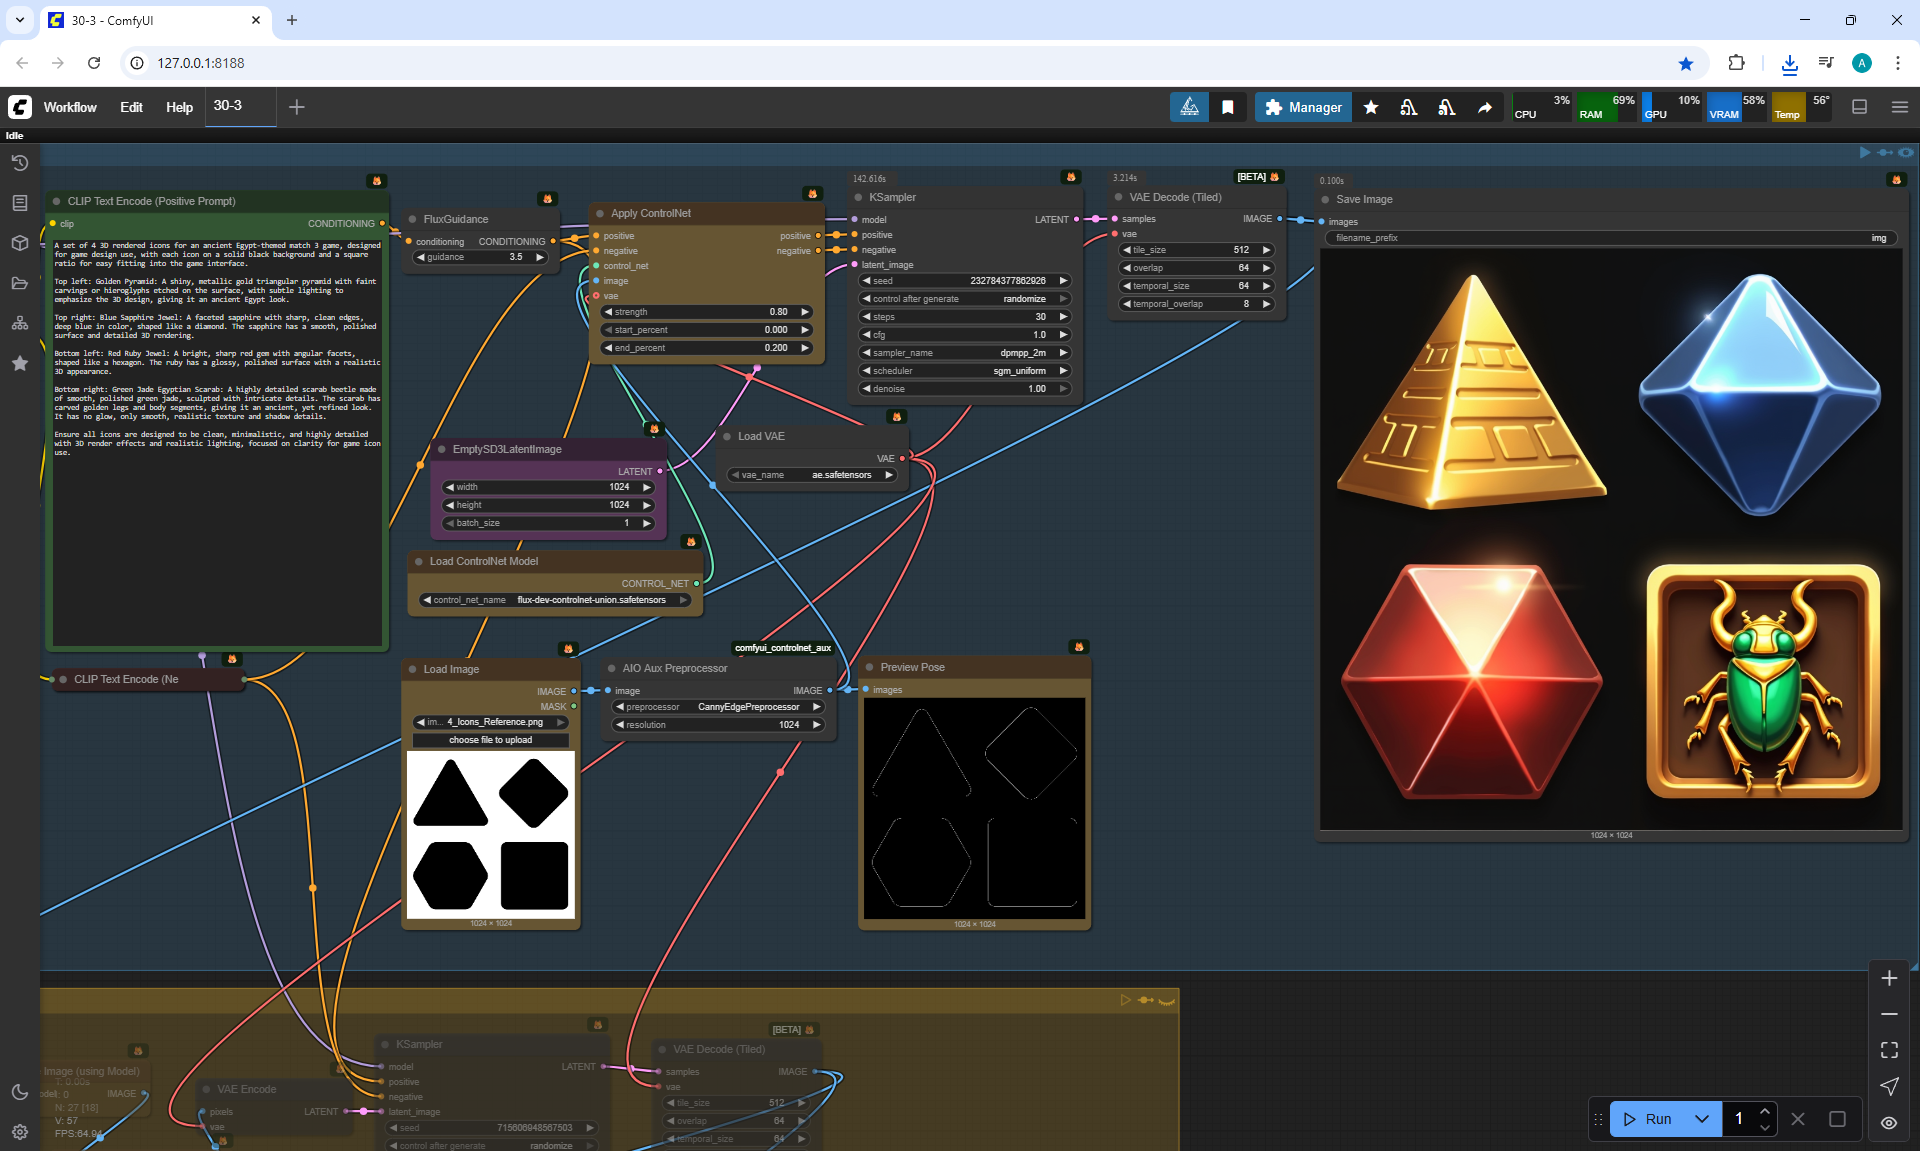 30-3 - ComfyUI
127.0.0.1:8188
A
Workflow
Edit
Help
30-3
Manager
CPU 3%
RAM 69%
GPU 10%
VRAM 58%
Temp 56°
Idle
CLIP Text Encode (Positive Prompt)
clip
CONDITIONING
A set of 4 3D rendered icons for an ancient Egypt-themed match 3 game, designed
for game design use, with each icon on a solid black background and a square
ratio for easy fitting into the game interface.
Top left: Golden Pyramid: A shiny, metallic gold triangular pyramid with faint
carvings or hieroglyphs etched on the surface, with subtle lighting to
emphasize the 3D design, giving it an ancient Egypt look.
Top right: Blue Sapphire Jewel: A faceted sapphire with sharp, clean edges,
deep blue in color, shaped like a diamond. The sapphire has a smooth, polished
surface and detailed 3D rendering.
Bottom left: Red Ruby Jewel: A bright, sharp red gem with angular facets,
shaped like a hexagon. The ruby has a glossy, polished surface with a realistic
3D appearance.
Bottom right: Green Jade Egyptian Scarab: A highly detailed scarab beetle made
of smooth, polished green jade, sculpted with intricate details. The scarab has
carved golden legs and body segments, giving it an ancient, yet refined look.
It has no glow, only smooth, realistic texture and shadow details.
Ensure all icons are designed to be clean, minimalistic, and highly detailed
with 3D render effects and realistic lighting, focused on clarity for game icon
use.
CLIP Text Encode (Ne
FluxGuidance
conditioning
CONDITIONING
guidance 3.5
Apply ControlNet
positive
positive
negative
negative
control_net
image
vae
strength 0.80
start_percent 0.000
end_percent 0.200
142.616s
KSampler
model
LATENT
positive
negative
latent_image
seed 232784377862926
control after generate randomize
steps 30
cfg 1.0
sampler_name dpmpp_2m
scheduler sgm_uniform
denoise 1.00
3.214s
[BETA]
VAE Decode (Tiled)
samples
IMAGE
vae
tile_size 512
overlap 64
temporal_size 64
temporal_overlap 8
0.100s
Save Image
images
filename_prefix img
1024 × 1024
EmptySD3LatentImage
LATENT
width 1024
height 1024
batch_size 1
Load VAE
VAE
vae_name ae.safetensors
Load ControlNet Model
CONTROL_NET
control_net_name flux-dev-controlnet-union.safetensors
Load Image
IMAGE
MASK
im... 4_Icons_Reference.png
choose file to upload
1024 × 1024
comfyui_controlnet_aux
AIO Aux Preprocessor
image
IMAGE
preprocessor CannyEdgePreprocessor
resolution 1024
Preview Pose
images
1024 × 1024
Image (using Model)
IMAGE
T: 0.00s
N: 27 [18]
V: 57
FPS:64.94
VAE Encode
pixels
LATENT
vae
KSampler
model
LATENT
positive
negative
latent_image
seed 715606948567503
control after generate randomize
[BETA]
VAE Decode (Tiled)
samples
IMAGE
vae
tile_size 512
overlap 64
temporal_size 64
Run
1